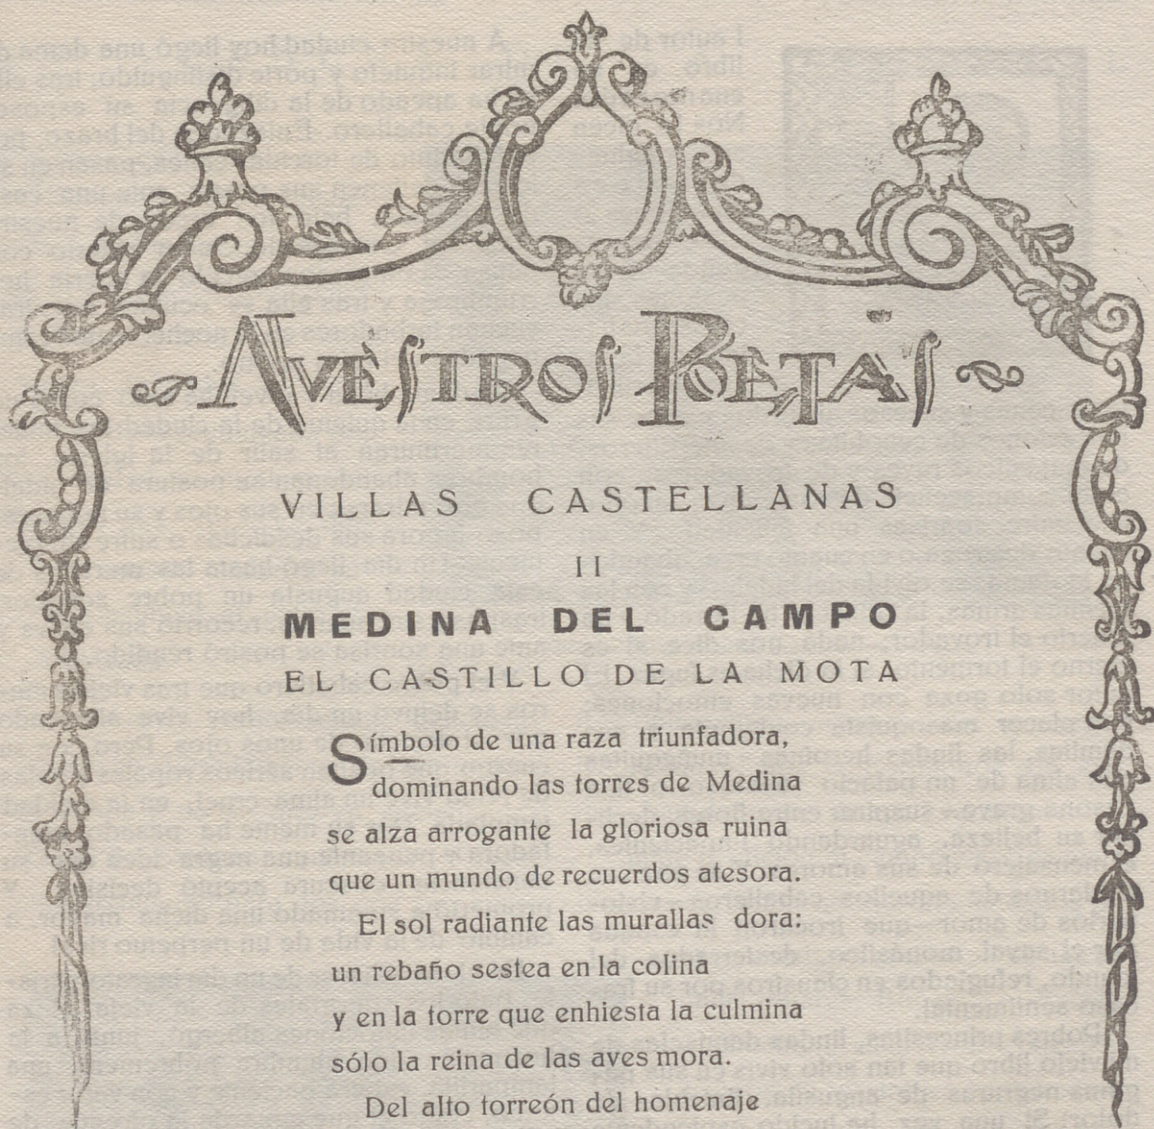 NVESTROS POETAS
VILLAS CASTELLANAS
II
MEDINA DEL CAMPO
EL CASTILLO DE LA MOTA
Símbolo de una raza triunfadora,
dominando las torres de Medina
se alza arrogante la gloriosa ruina
que un mundo de recuerdos atesora.
El sol radiante las murallas dora;
un rebaño sestea en la colina
y en la torre que enhiesta la culmina
sólo la reina de las aves mora.
Del alto torreón del homenaje